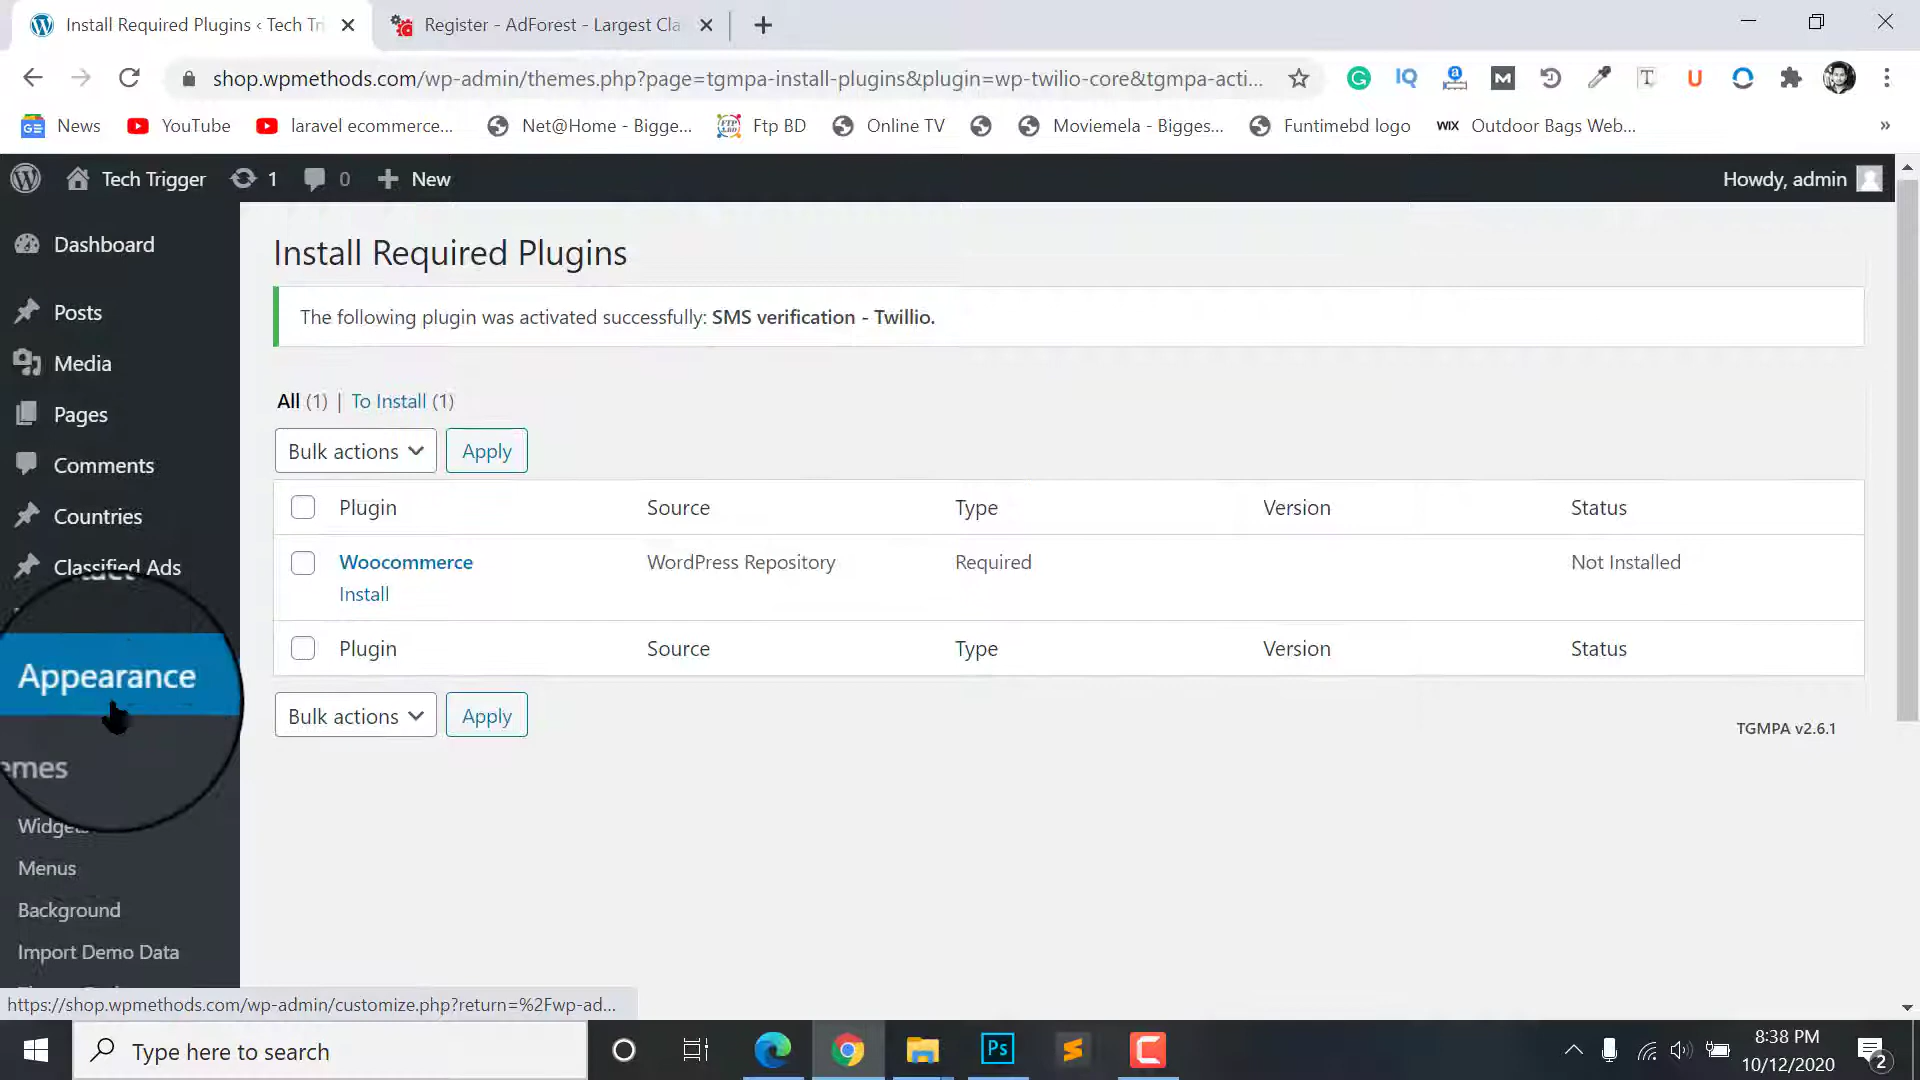 Install Required Plugins ‹ Tech Tri
Register - AdForest - Largest Cla
shop.wpmethods.com/wp-admin/themes.php?page=tgmpa-install-plugins&plugin=wp-twilio-core&tgmpa-acti...
News
YouTube
laravel ecommerce...
Net@Home - Bigge...
Ftp BD
Online TV
Moviemela - Bigges...
Funtimebd logo
WIX Outdoor Bags Web...
»
Tech Trigger
1
0
New
Howdy, admin
Dashboard
Posts
Media
Pages
Comments
Countries
Classified Ads
Appearance
emes
Widgets
Menus
Background
Import Demo Data
Install Required Plugins
The following plugin was activated successfully: SMS verification - Twillio.
All (1) | To Install (1)
Bulk actions
Apply
Plugin Source Type Version Status
Woocommerce WordPress Repository Required Not Installed
Install
Plugin Source Type Version Status
Bulk actions
Apply
TGMPA v2.6.1
https://shop.wpmethods.com/wp-admin/customize.php?return=%2Fwp-ad...
Type here to search
Ps
8:38 PM
10/12/2020
2